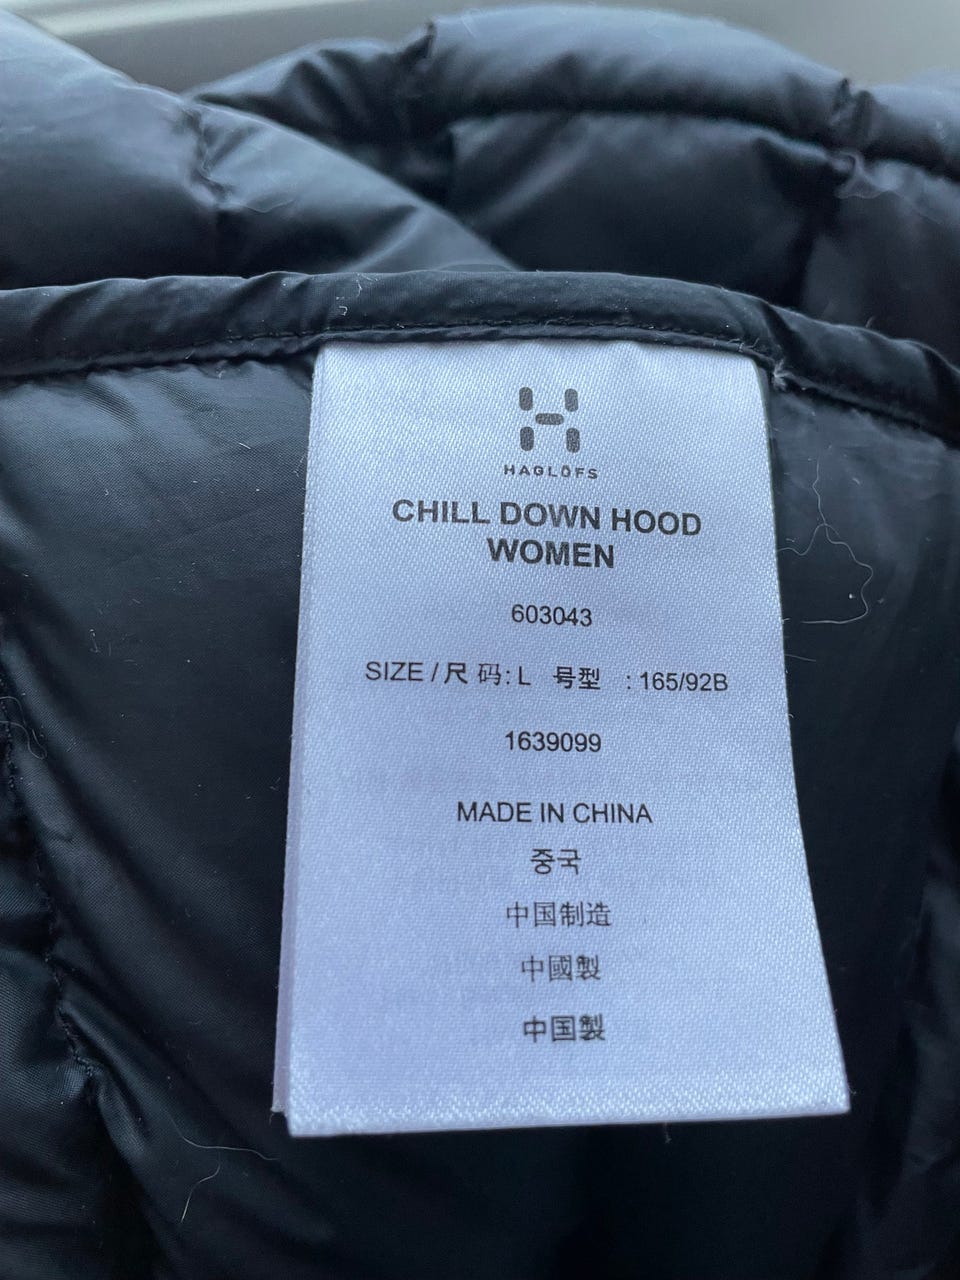 HAGLÖFS
CHILL DOWN HOOD
WOMEN
603043
SIZE / 尺 码: L 号型 : 165/92B
1639099
MADE IN CHINA
중국
中国制造
中國製
中国製